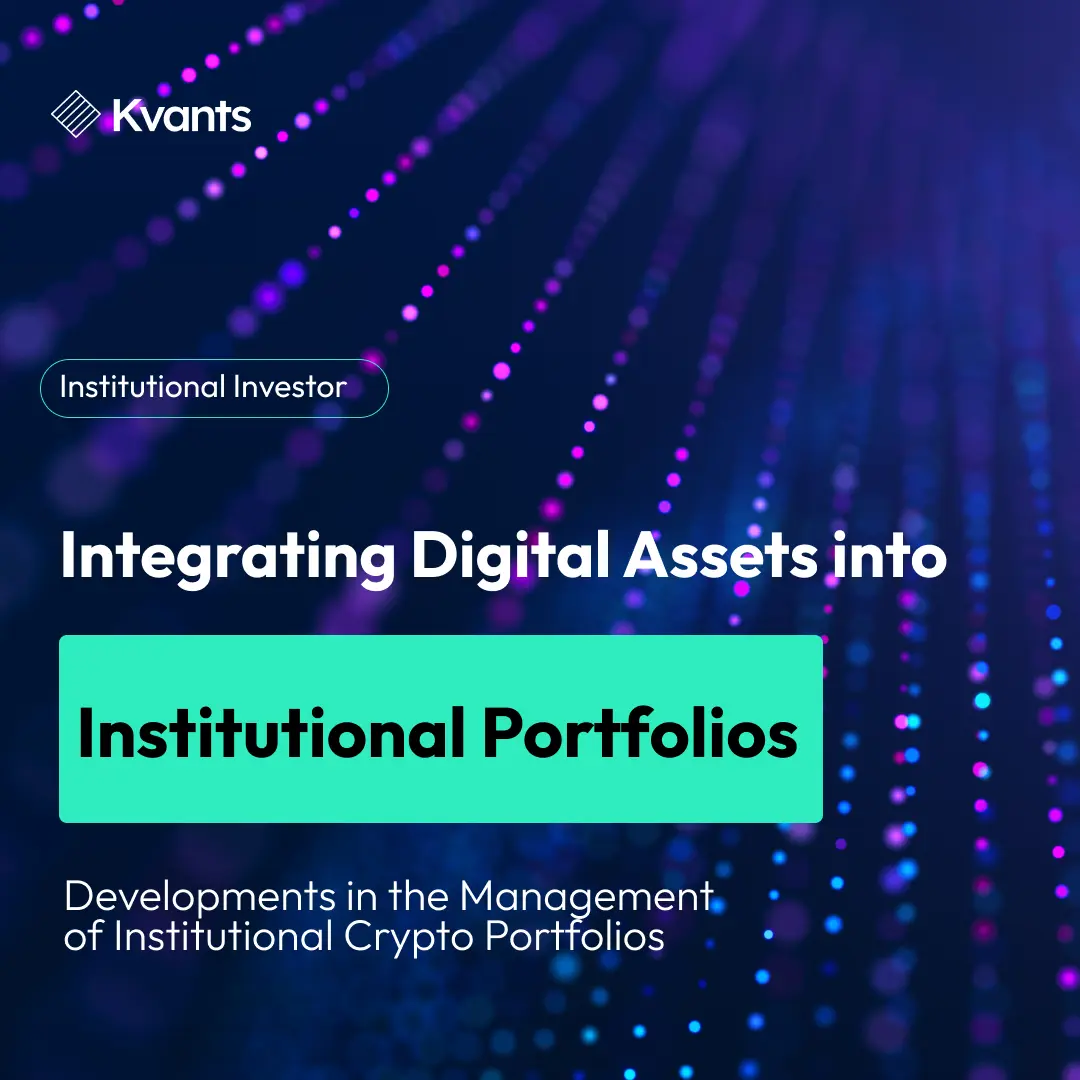 Kvants
Institutional Investor
Integrating Digital Assets into
Institutional Portfolios
Developments in the Management
of Institutional Crypto Portfolios